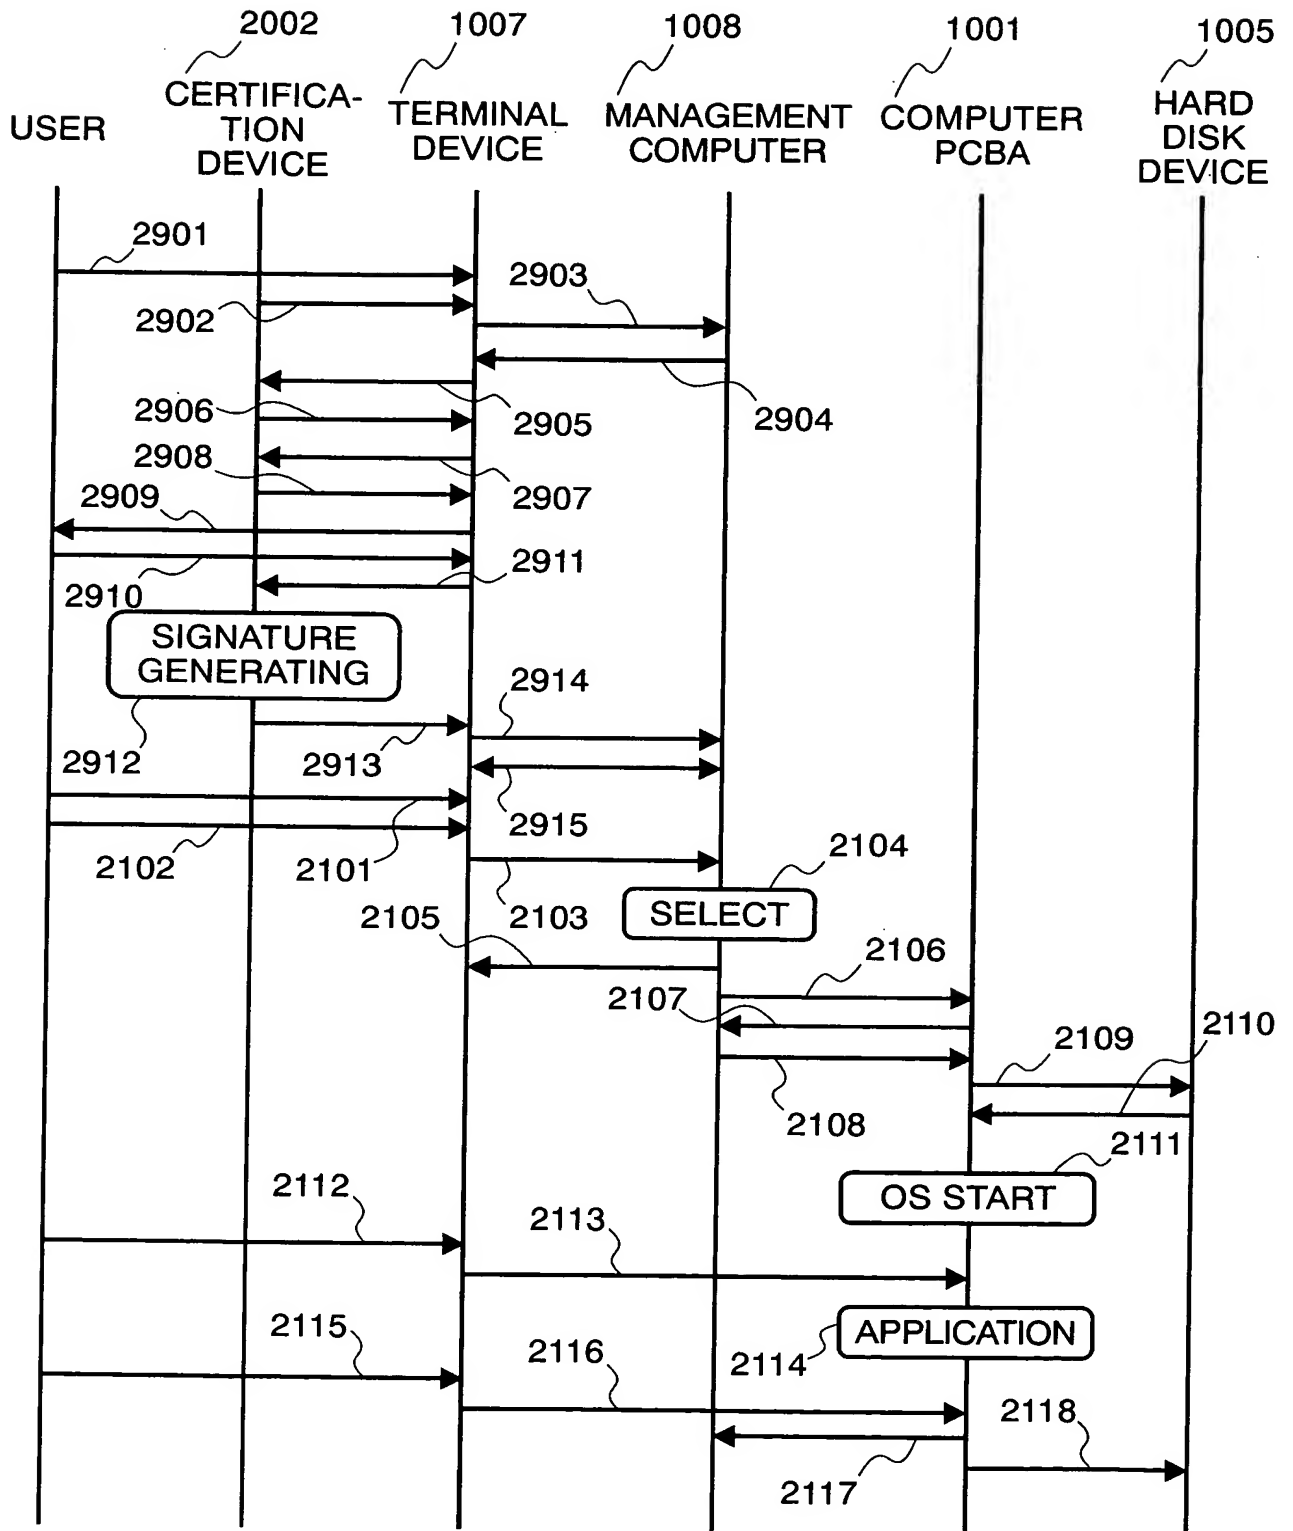 2002
1007
1008
1001
1005
USER
CERTIFICA-
TION
DEVICE
TERMINAL
DEVICE
MANAGEMENT
COMPUTER
COMPUTER
PCBA
HARD
DISK
DEVICE
2901
2903
2902
2906
2905
2904
2908
2907
2909
2911
2910
SIGNATURE
GENERATING
2914
2912
2913
2915
2102
2101
2104
SELECT
2105
2103
2106
2107
2110
2109
2108
2111
OS START
2112
2113
2115
APPLICATION
2114
2116
2118
2117